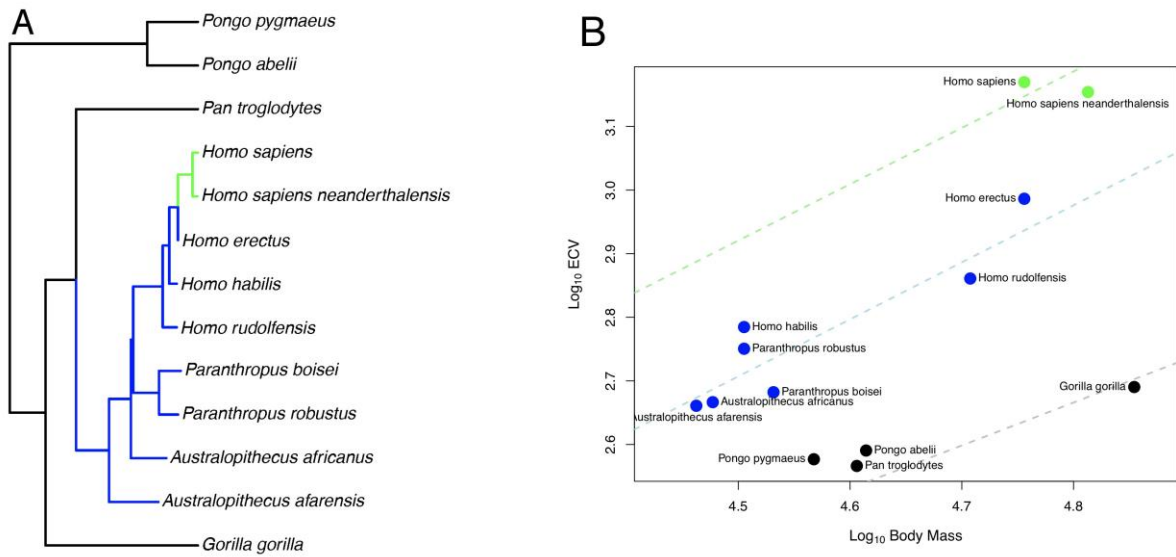 A
Pongo pygmaeus
Pongo abelii
Pan troglodytes
Homo sapiens
Homo sapiens neanderthalensis
Homo erectus
Homo habilis
Homo rudolfensis
Paranthropus boisei
Paranthropus robustus
Australopithecus africanus
Australopithecus afarensis
Gorilla gorilla
B
Homo sapiens
Homo sapiens neanderthalensis
Homo erectus
Homo rudolfensis
Homo habilis
Paranthropus robustus
Gorilla gorilla
Paranthropus boisei
Australopithecus africanus
Australopithecus afarensis
Pongo abelii
Pongo pygmaeus
Pan troglodytes
3.1
3.0
2.9
2.8
2.7
2.6
Log₁₀ ECV
4.5 4.6 4.7 4.8
Log₁₀ Body Mass